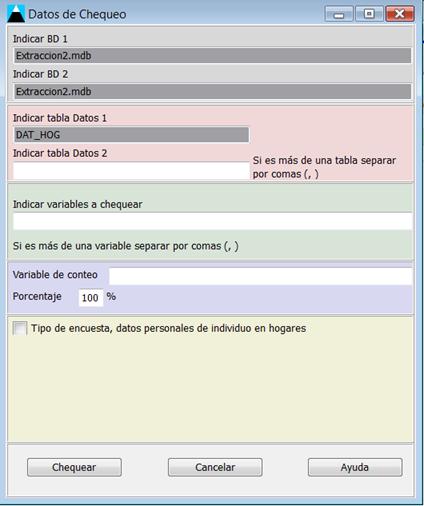 Datos de Chequeo
Indicar BD 1
Extraccion2.mdb
Indicar BD 2
Extraccion2.mdb
Indicar tabla Datos 1
DAT_HOG
Indicar tabla Datos 2
Si es más de una tabla separar
por comas (, )
Indicar variables a chequear
Si es más de una variable separar por comas (, )
Variable de conteo
Porcentaje 100 %
Tipo de encuesta, datos personales de individuo en hogares
Chequear Cancelar Ayuda